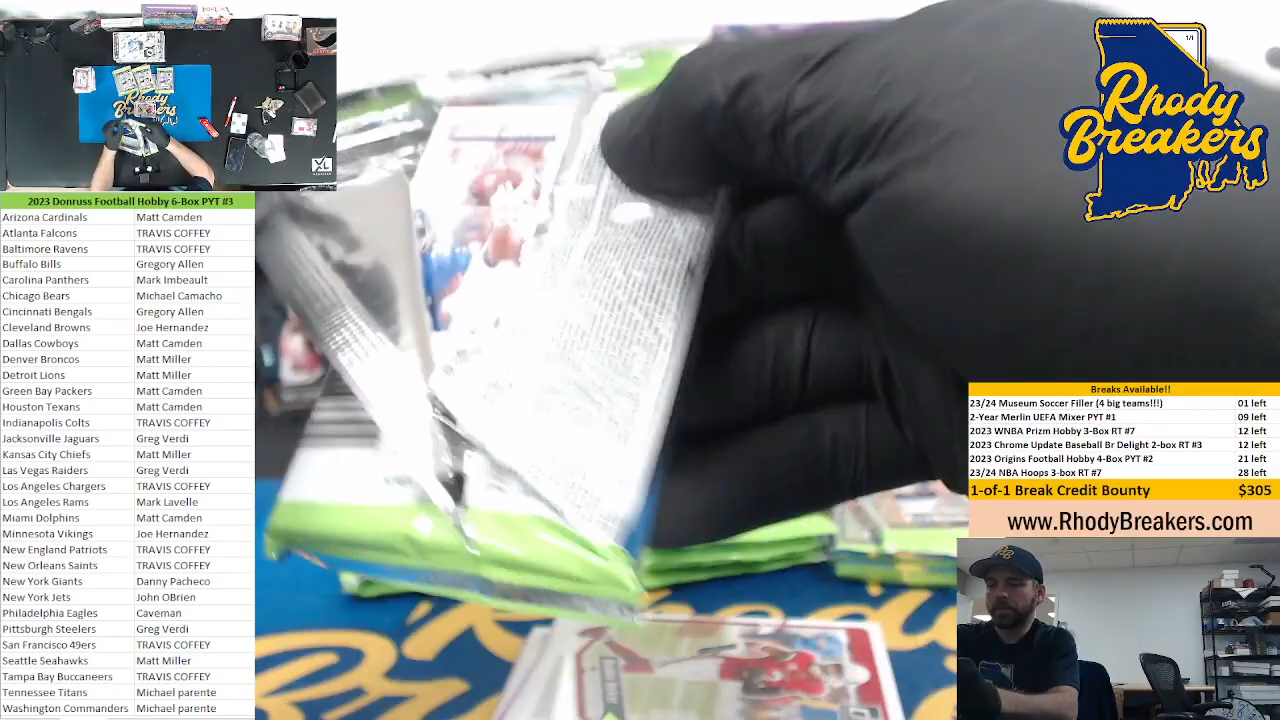 1/1
Rhody
Breakers
RHODY
BREAKERS
XL
2023 Donruss Football Hobby 6-Box PYT #3
Arizona Cardinals Matt Camden
Atlanta Falcons TRAVIS COFFEY
Baltimore Ravens TRAVIS COFFEY
Buffalo Bills Gregory Allen
Carolina Panthers Mark Imbeault
Chicago Bears Michael Camacho
Cincinnati Bengals Gregory Allen
Cleveland Browns Joe Hernandez
Dallas Cowboys Matt Camden
Denver Broncos Matt Miller
Detroit Lions Matt Miller
Green Bay Packers Matt Camden
Houston Texans Matt Camden
Indianapolis Colts TRAVIS COFFEY
Jacksonville Jaguars Greg Verdi
Kansas City Chiefs Matt Miller
Las Vegas Raiders Greg Verdi
Los Angeles Chargers TRAVIS COFFEY
Los Angeles Rams Mark Lavelle
Miami Dolphins Matt Camden
Minnesota Vikings Joe Hernandez
New England Patriots TRAVIS COFFEY
New Orleans Saints TRAVIS COFFEY
New York Giants Danny Pacheco
New York Jets John OBrien
Philadelphia Eagles Caveman
Pittsburgh Steelers Greg Verdi
San Francisco 49ers TRAVIS COFFEY
Seattle Seahawks Matt Miller
Tampa Bay Buccaneers TRAVIS COFFEY
Tennessee Titans Michael parente
Washington Commanders Michael parente
Breaks Available!!
23/24 Museum Soccer Filler (4 big teams!!!) 01 left
2-Year Merlin UEFA Mixer PYT #1 09 left
2023 WNBA Prizm Hobby 3-Box RT #7 12 left
2023 Chrome Update Baseball Br Delight 2-box RT #3 12 left
2023 Origins Football Hobby 4-Box PYT #2 21 left
23/24 NBA Hoops 3-box RT #7 28 left
1-of-1 Break Credit Bounty $305
www.RhodyBreakers.com